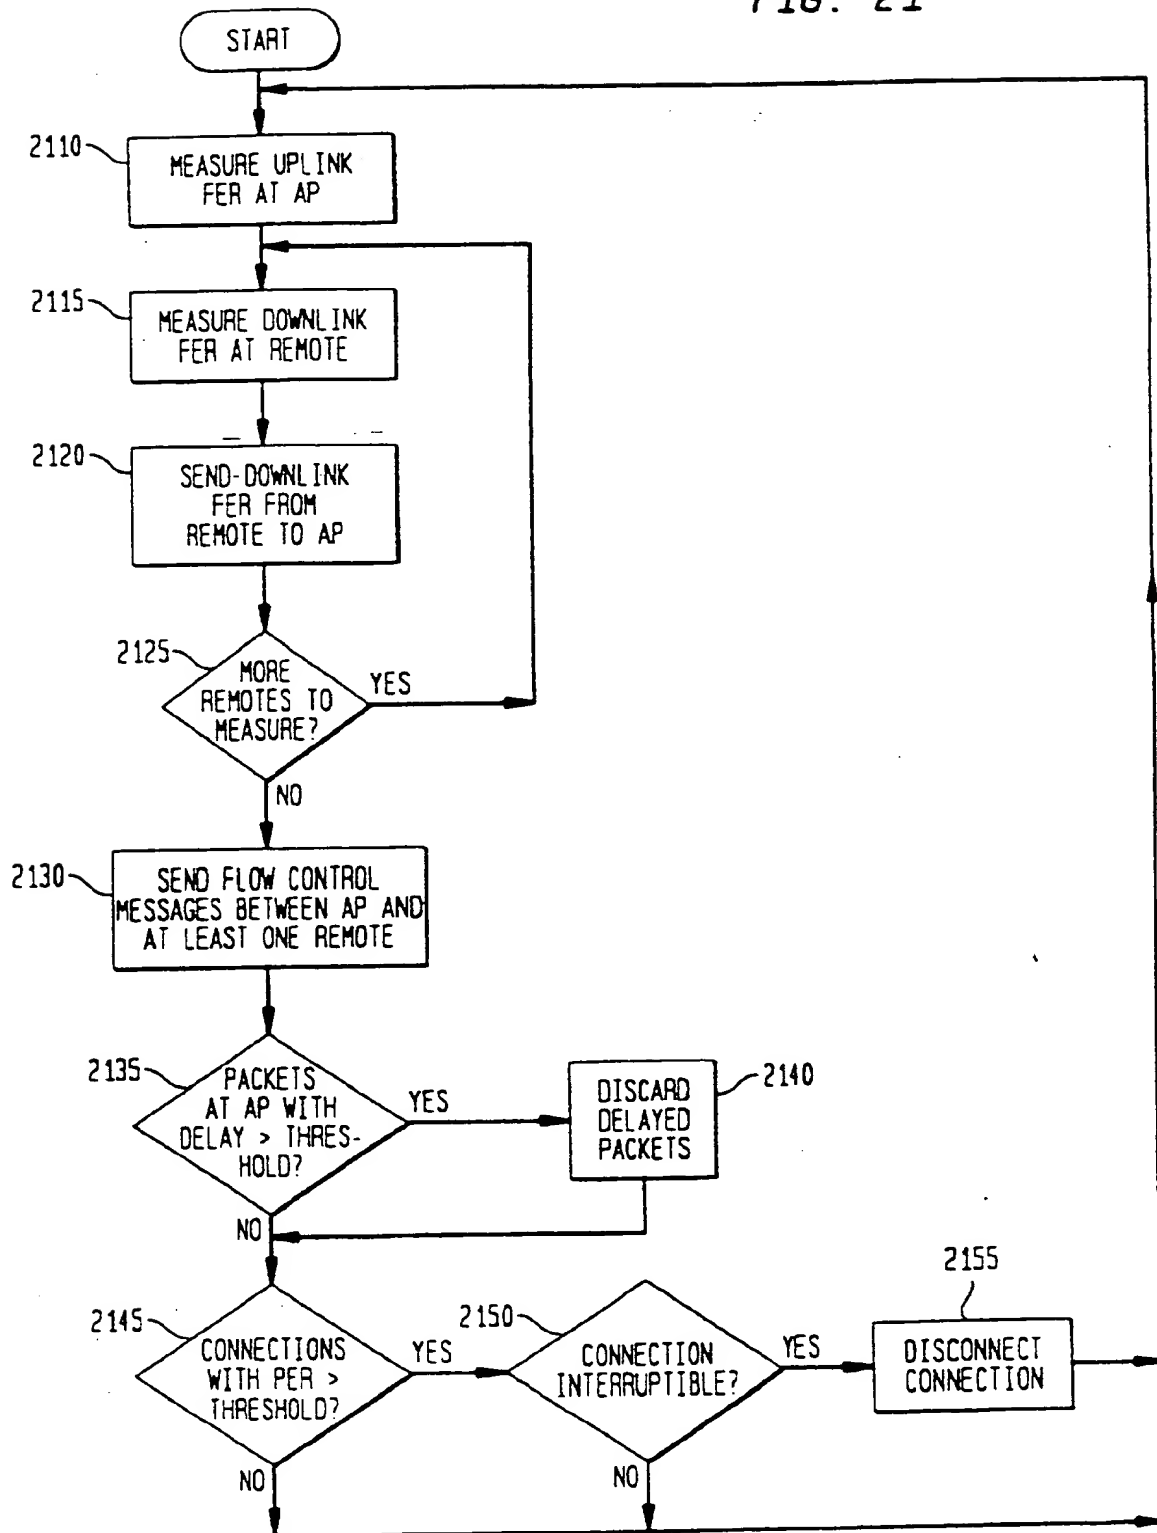 FIG. 21
START
2110
MEASURE UPLINK
FER AT AP
2115
MEASURE DOWNLINK
FER AT REMOTE
2120
SEND-DOWNLINK
FER FROM
REMOTE TO AP
2125
MORE
REMOTES TO
MEASURE?
YES
NO
2130
SEND FLOW CONTROL
MESSAGES BETWEEN AP AND
AT LEAST ONE REMOTE
2135
PACKETS
AT AP WITH
DELAY > THRES-
HOLD?
YES
2140
DISCARD
DELAYED
PACKETS
NO
2145
CONNECTIONS
WITH PER >
THRESHOLD?
YES
NO
2150
CONNECTION
INTERRUPTIBLE?
YES
NO
2155
DISCONNECT
CONNECTION